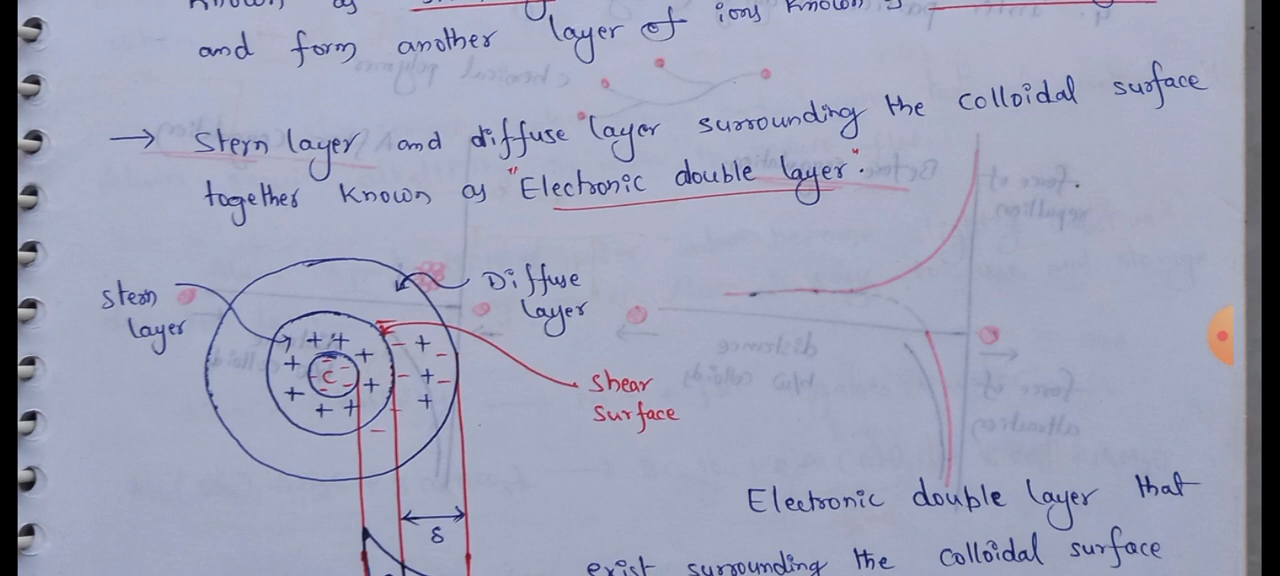 and form another layer of ions known
→ Stern layer and diffuse layer surrounding the colloidal surface
together known as "Electronic double layer".
Diffuse
layer
stern
layer
+ +
+ + + - +
- - C - + - + -
+ + + - +
-
shear
surface
δ
Electronic double layer that
exist surrounding the colloidal surface